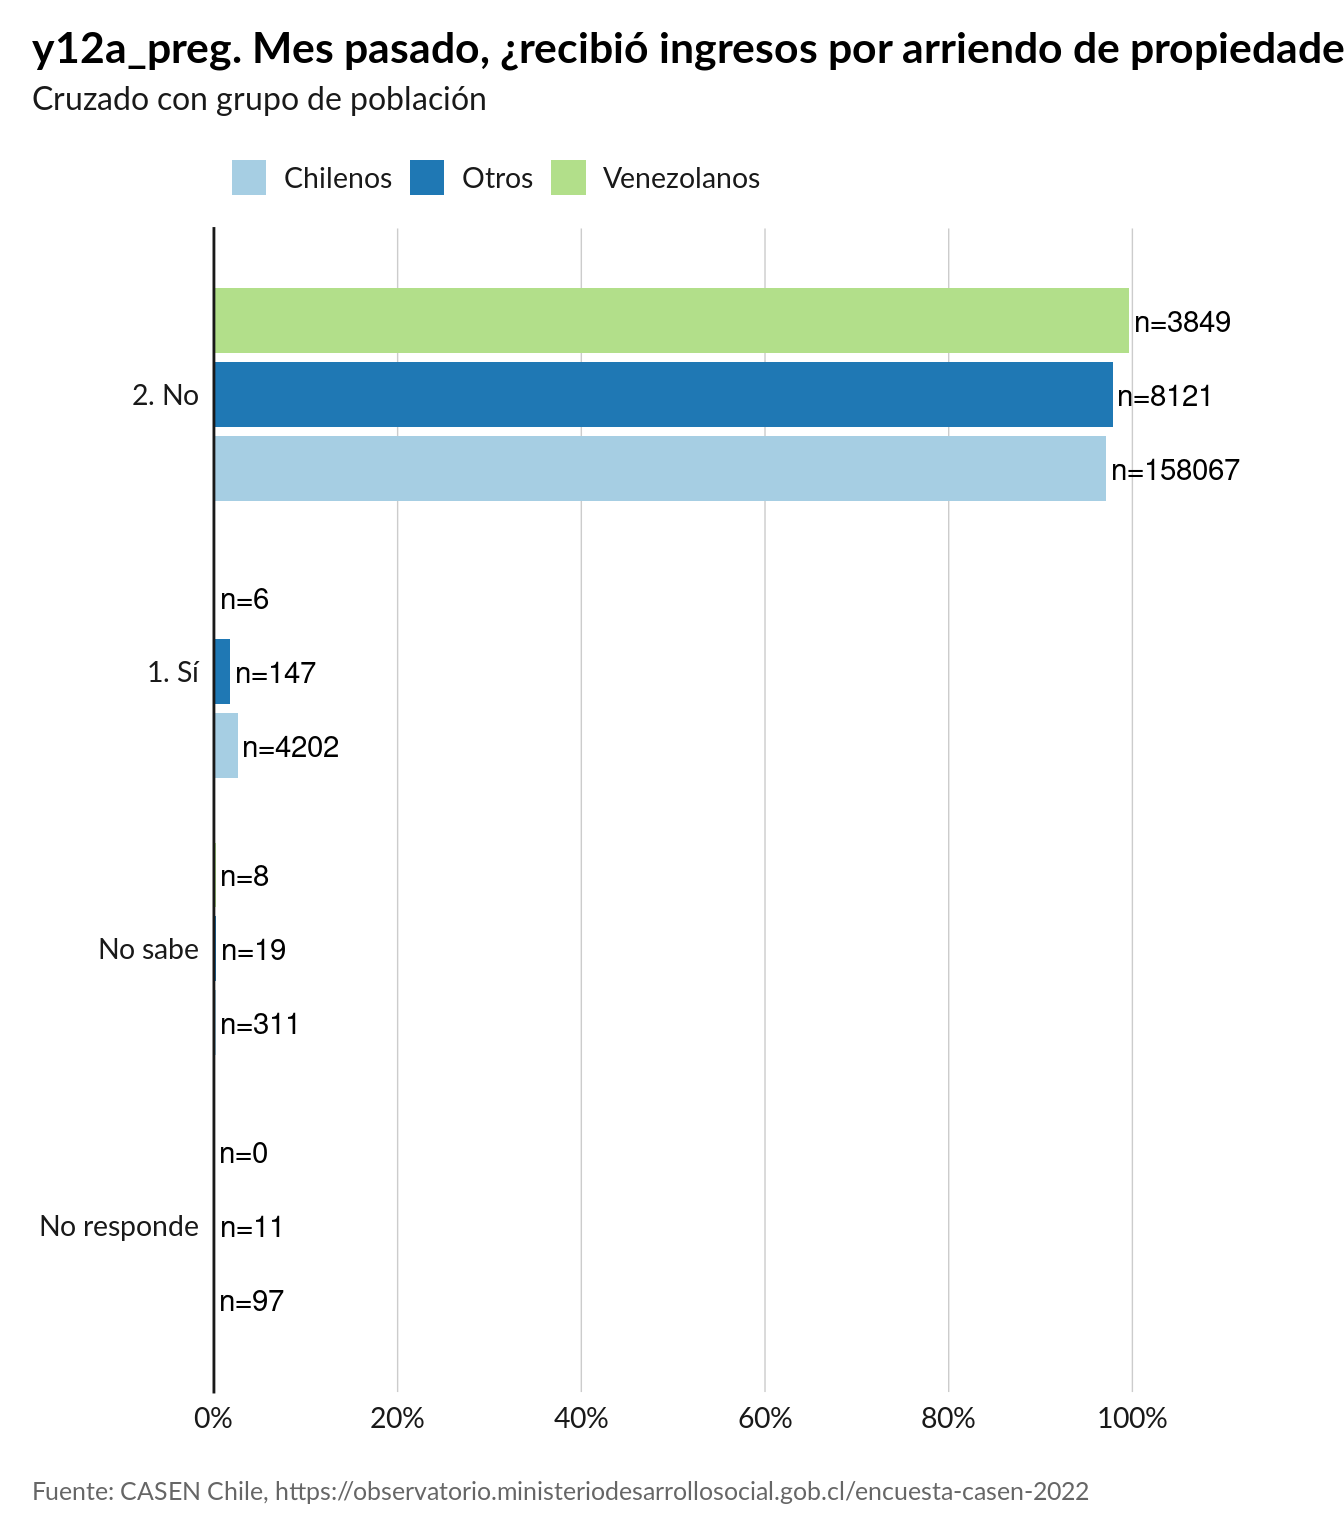 y12a_preg. Mes pasado, ¿recibió ingresos por arriendo de propiedade
Cruzado con grupo de población
Chilenos Otros Venezolanos
n=3849
2. No n=8121
n=158067
n=6
1. Sí n=147
n=4202
n=8
No sabe n=19
n=311
n=0
No responde n=11
n=97
0% 20% 40% 60% 80% 100%
Fuente: CASEN Chile, https://observatorio.ministeriodesarrollosocial.gob.cl/encuesta-casen-2022